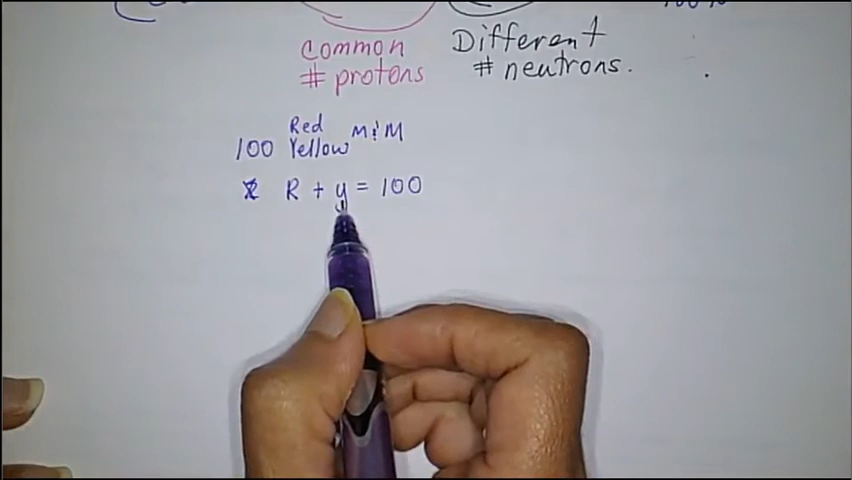 Common Different
# protons # neutrons.
Red
100 Yellow M&M
R + y = 100